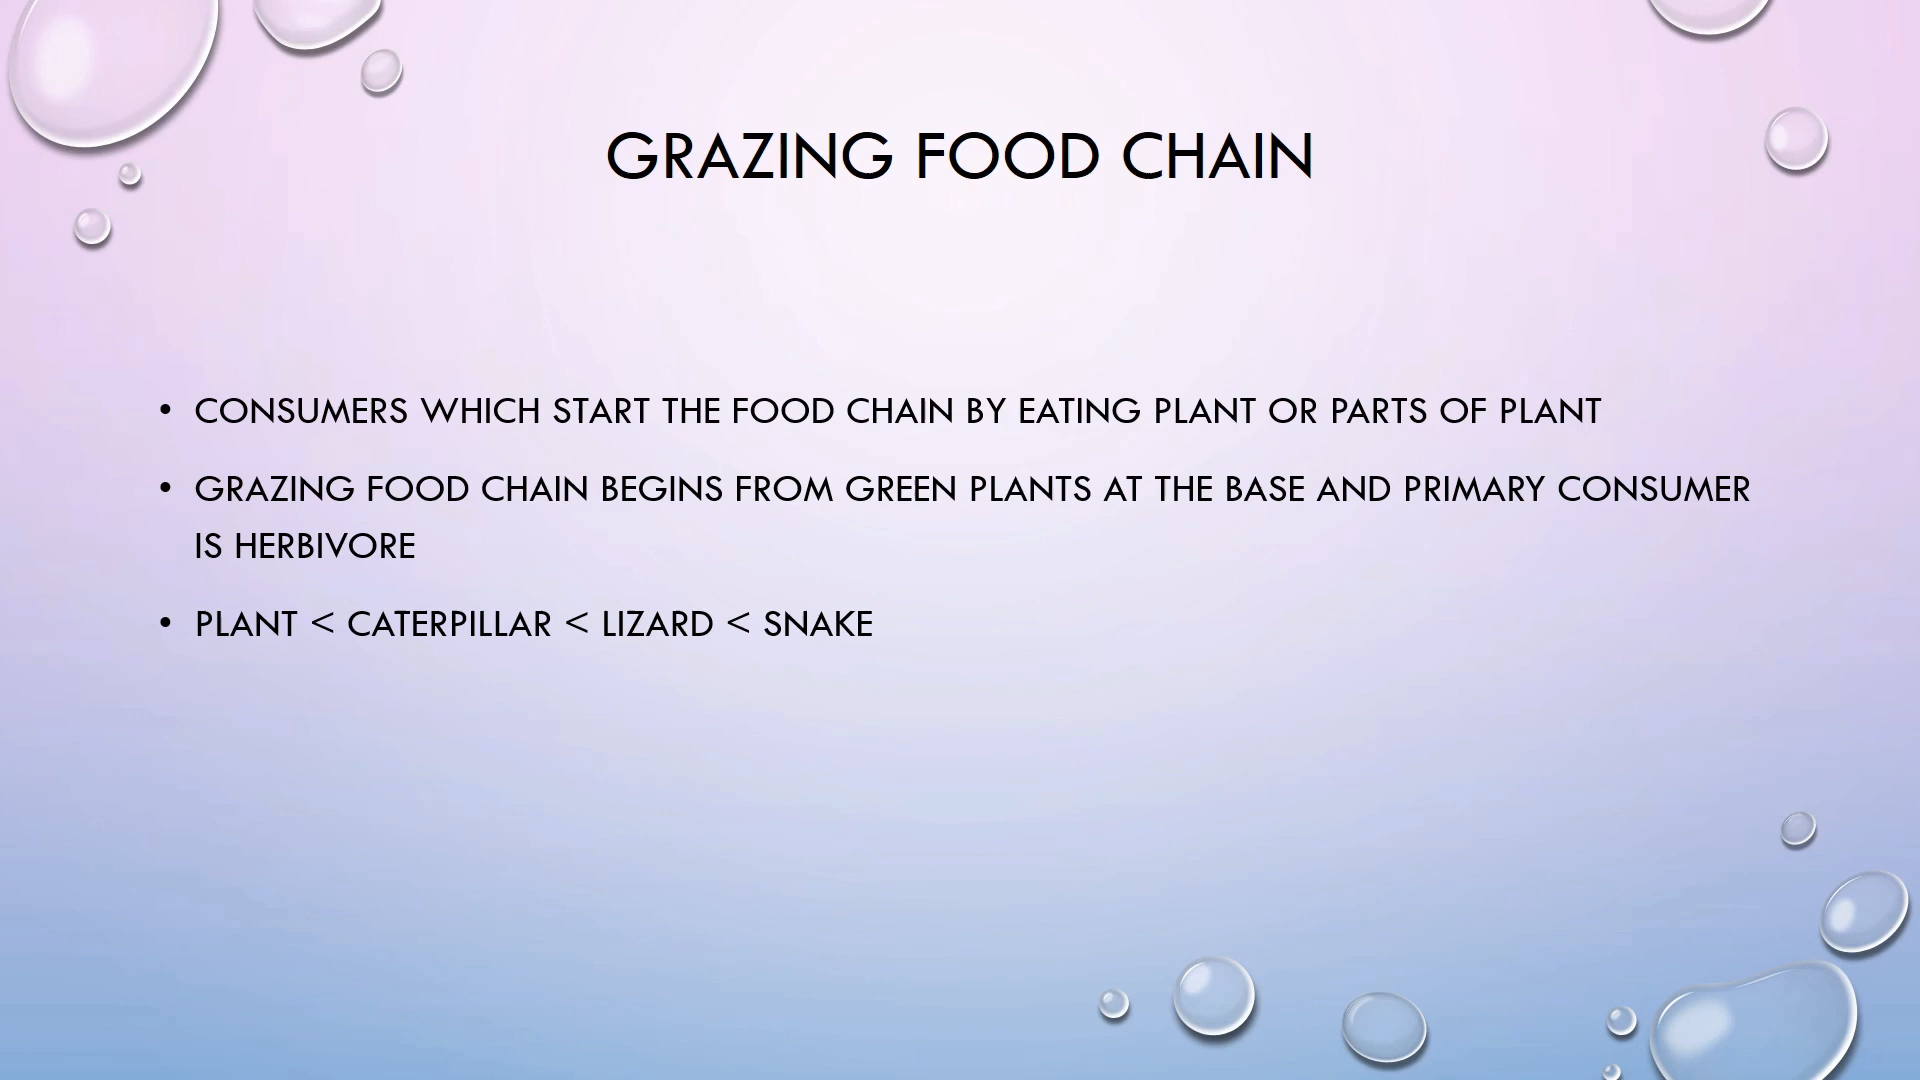 GRAZING FOOD CHAIN
• CONSUMERS WHICH START THE FOOD CHAIN BY EATING PLANT OR PARTS OF PLANT
• GRAZING FOOD CHAIN BEGINS FROM GREEN PLANTS AT THE BASE AND PRIMARY CONSUMER
IS HERBIVORE
• PLANT < CATERPILLAR < LIZARD < SNAKE